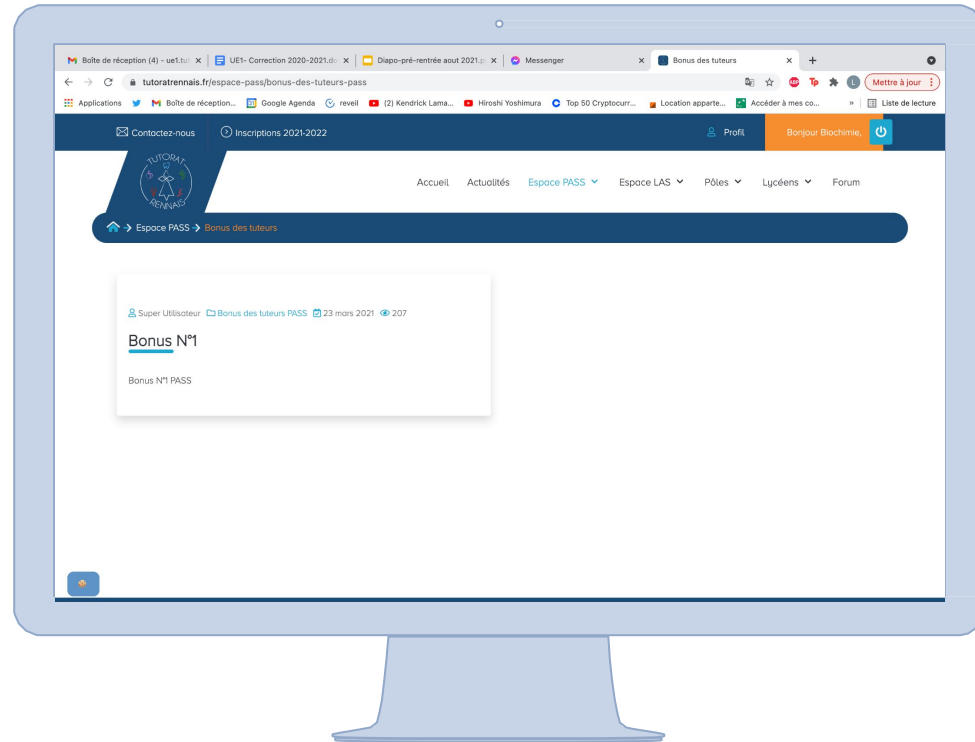 Boîte de réception (4) - ue1.tut
UE1- Correction 2020-2021.do
Diapo-pré-rentrée aout 2021.p
Messenger
Bonus des tuteurs
tutoratrennais.fr/espace-pass/bonus-des-tuteurs-pass
ABP
Tp
L
Mettre à jour
Applications
Boîte de réception...
Google Agenda
reveil
(2) Kendrick Lama...
Hiroshi Yoshimura
Top 50 Cryptocurr...
Location apparte...
Accéder à mes co...
»
Liste de lecture
Contactez-nous
Inscriptions 2021-2022
Profil
Bonjour Biochimie,
TUTORAT
RENNAIS
Accueil
Actualités
Espace PASS
Espace LAS
Pôles
Lycéens
Forum
Espace PASS
Bonus des tuteurs
Super Utilisateur Bonus des tuteurs PASS 23 mars 2021 207
Bonus N°1
Bonus N°1 PASS